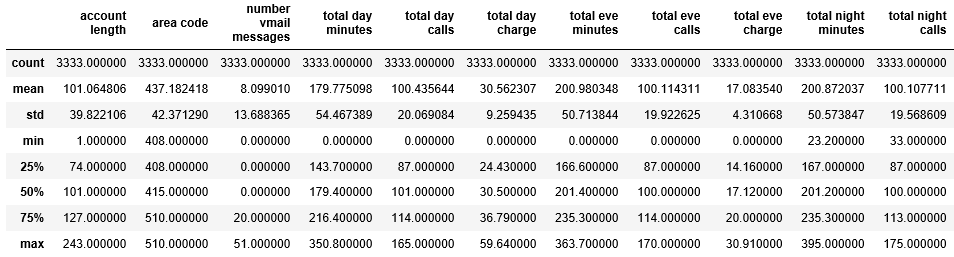 account length area code number vmail messages total day minutes total day calls total day charge total eve minutes total eve calls total eve charge total night minutes total night calls
count 3333.000000 3333.000000 3333.000000 3333.000000 3333.000000 3333.000000 3333.000000 3333.000000 3333.000000 3333.000000 3333.000000
mean 101.064806 437.182418 8.099010 179.775098 100.435644 30.562307 200.980348 100.114311 17.083540 200.872037 100.107711
std 39.822106 42.371290 13.688365 54.467389 20.069084 9.259435 50.713844 19.922625 4.310668 50.573847 19.568609
min 1.000000 408.000000 0.000000 0.000000 0.000000 0.000000 0.000000 0.000000 0.000000 23.200000 33.000000
25% 74.000000 408.000000 0.000000 143.700000 87.000000 24.430000 166.600000 87.000000 14.160000 167.000000 87.000000
50% 101.000000 415.000000 0.000000 179.400000 101.000000 30.500000 201.400000 100.000000 17.120000 201.200000 100.000000
75% 127.000000 510.000000 20.000000 216.400000 114.000000 36.790000 235.300000 114.000000 20.000000 235.300000 113.000000
max 243.000000 510.000000 51.000000 350.800000 165.000000 59.640000 363.700000 170.000000 30.910000 395.000000 175.000000